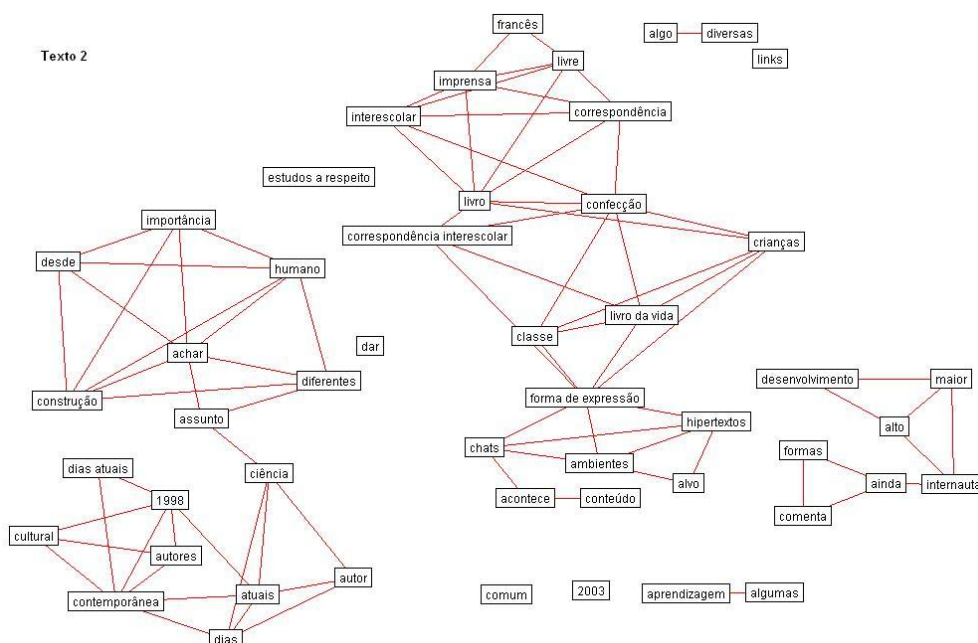 francês
algo
diversas
Texto 2
livre
links
imprensa
interescolar
correspondência
estudos a respeito
livro
confecção
importância
correspondência interescolar
crianças
desde
humano
livro da vida
classe
achar
dar
diferentes
desenvolvimento
maior
construção
forma de expressão
assunto
hipertextos
alto
chats
formas
dias atuais
ciência
ambientes
alvo
ainda
internauta
1998
acontece
conteúdo
comenta
cultural
autores
autor
contemporânea
atuais
comum
2003
aprendizagem
algumas
dias